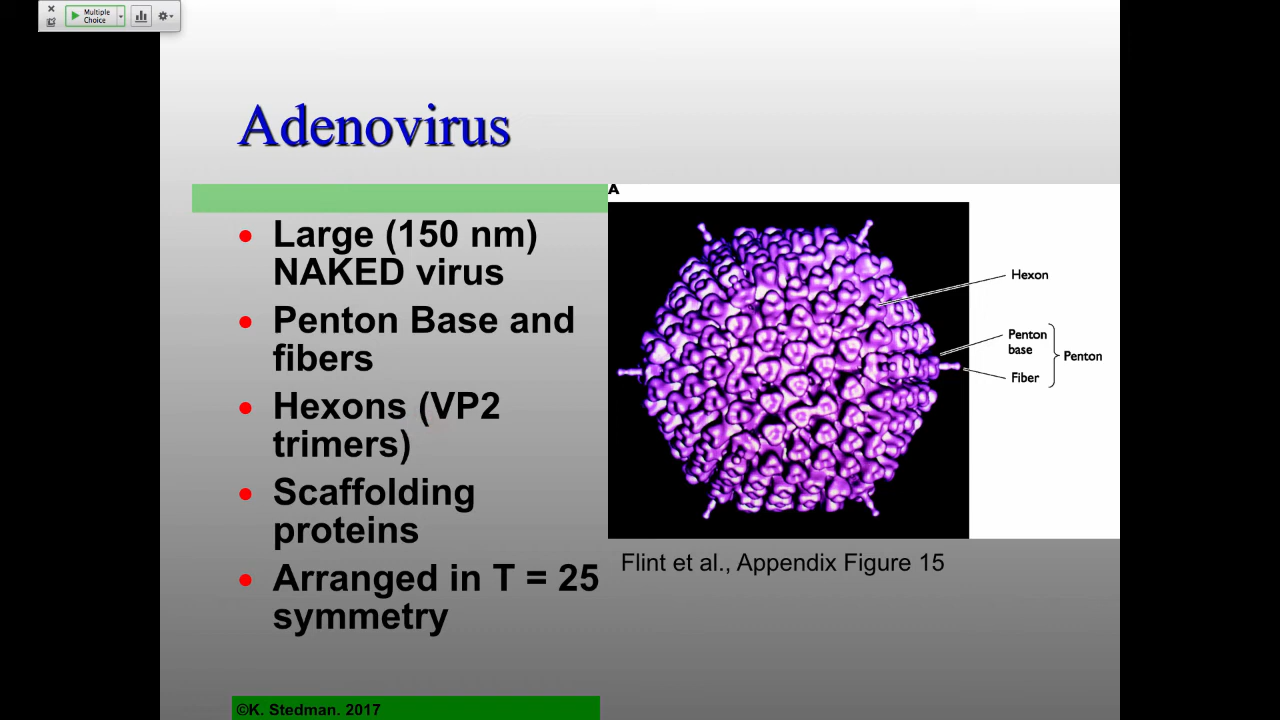 Multiple
Choice
Adenovirus
Large (150 nm)
NAKED virus
Penton Base and
fibers
Hexons (VP2
trimers)
Scaffolding
proteins
Arranged in T = 25
symmetry
A
Hexon
Penton
base
Penton
Fiber
Flint et al., Appendix Figure 15
©K. Stedman. 2017